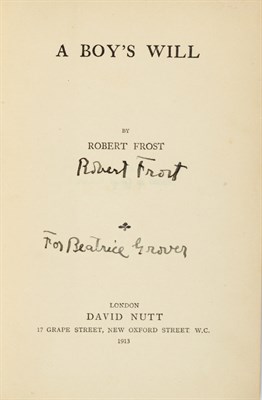 A BOY'S WILL
BY
ROBERT FROST
Robert Frost
For Beatrice Grover
LONDON
DAVID NUTT
17 GRAPE STREET, NEW OXFORD STREET W.C.
1913